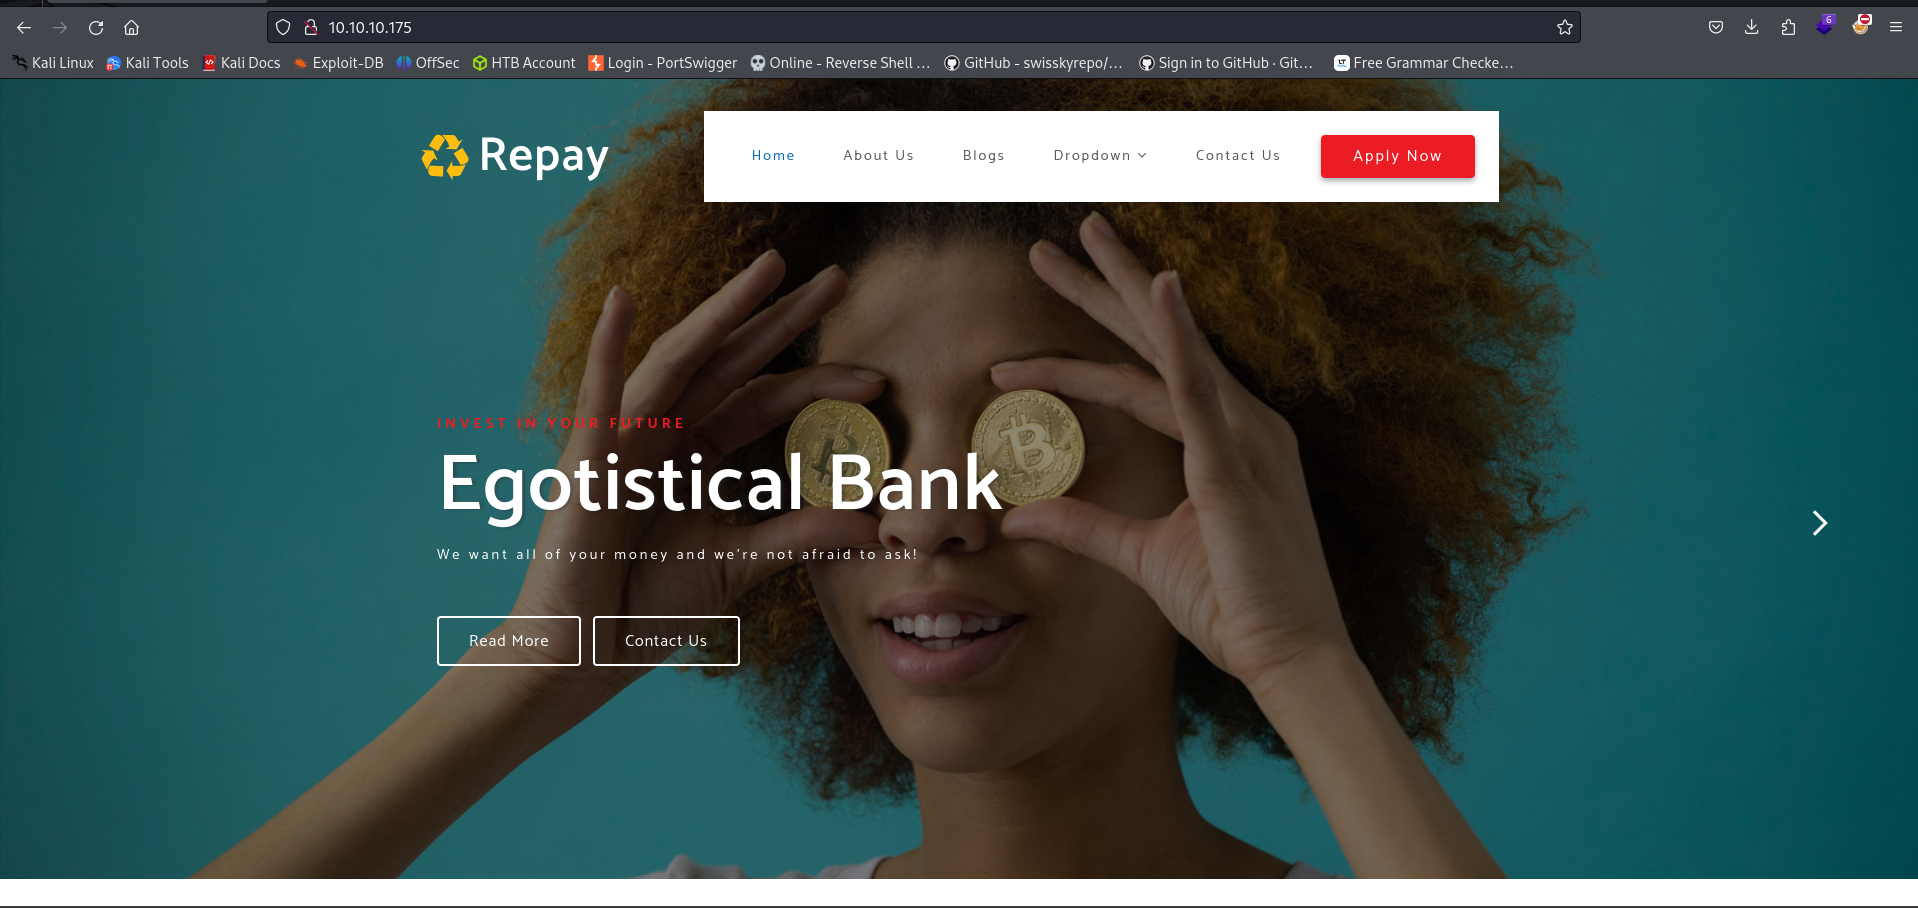 10.10.10.175
6
Kali Linux Kali Tools Kali Docs Exploit-DB OffSec HTB Account Login - PortSwigger Online - Reverse Shell … GitHub - swisskyrepo/… Sign in to GitHub · Git… Free Grammar Checke…
Repay
Home About Us Blogs Dropdown Contact Us Apply Now
INVEST IN YOUR FUTURE
Egotistical Bank
We want all of your money and we're not afraid to ask!
Read More Contact Us